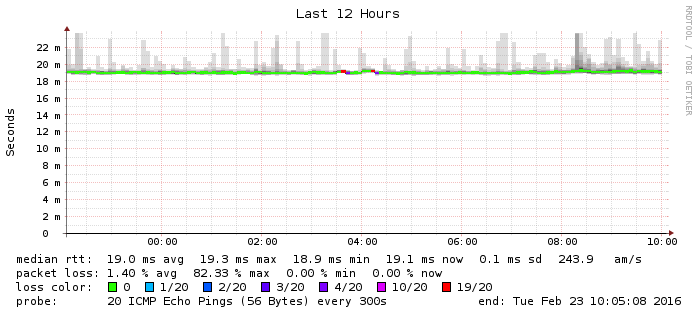 Last 12 Hours
RRDTOOL / TOBI OETIKER
Seconds
22 m
20 m
18 m
16 m
14 m
12 m
10 m
8 m
6 m
4 m
2 m
0
00:00 02:00 04:00 06:00 08:00 10:00
median rtt: 19.0 ms avg 19.3 ms max 18.9 ms min 19.1 ms now 0.1 ms sd 243.9 am/s
packet loss: 1.40 % avg 82.33 % max 0.00 % min 0.00 % now
loss color: 0 1/20 2/20 3/20 4/20 10/20 19/20
probe: 20 ICMP Echo Pings (56 Bytes) every 300s end: Tue Feb 23 10:05:08 2016